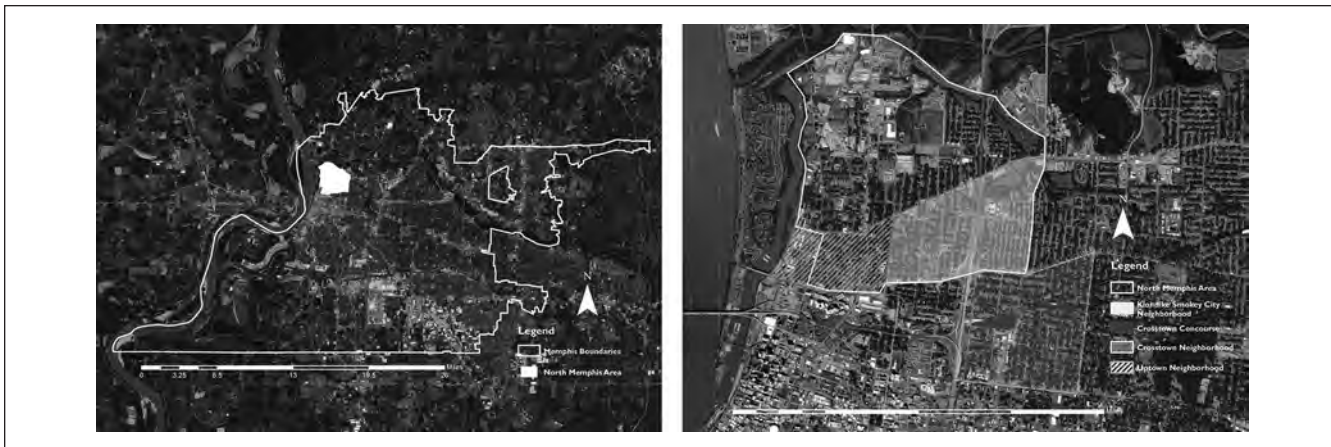 N
Legend
Memphis Boundaries
North Memphis Area
Miles
0 3.25 6.5 13 19.5 26
N
Legend
North Memphis Area
Klondike Smokey City
Neighborhood
Crosstown Concourse
Crosstown Neighborhood
Uptown Neighborhood